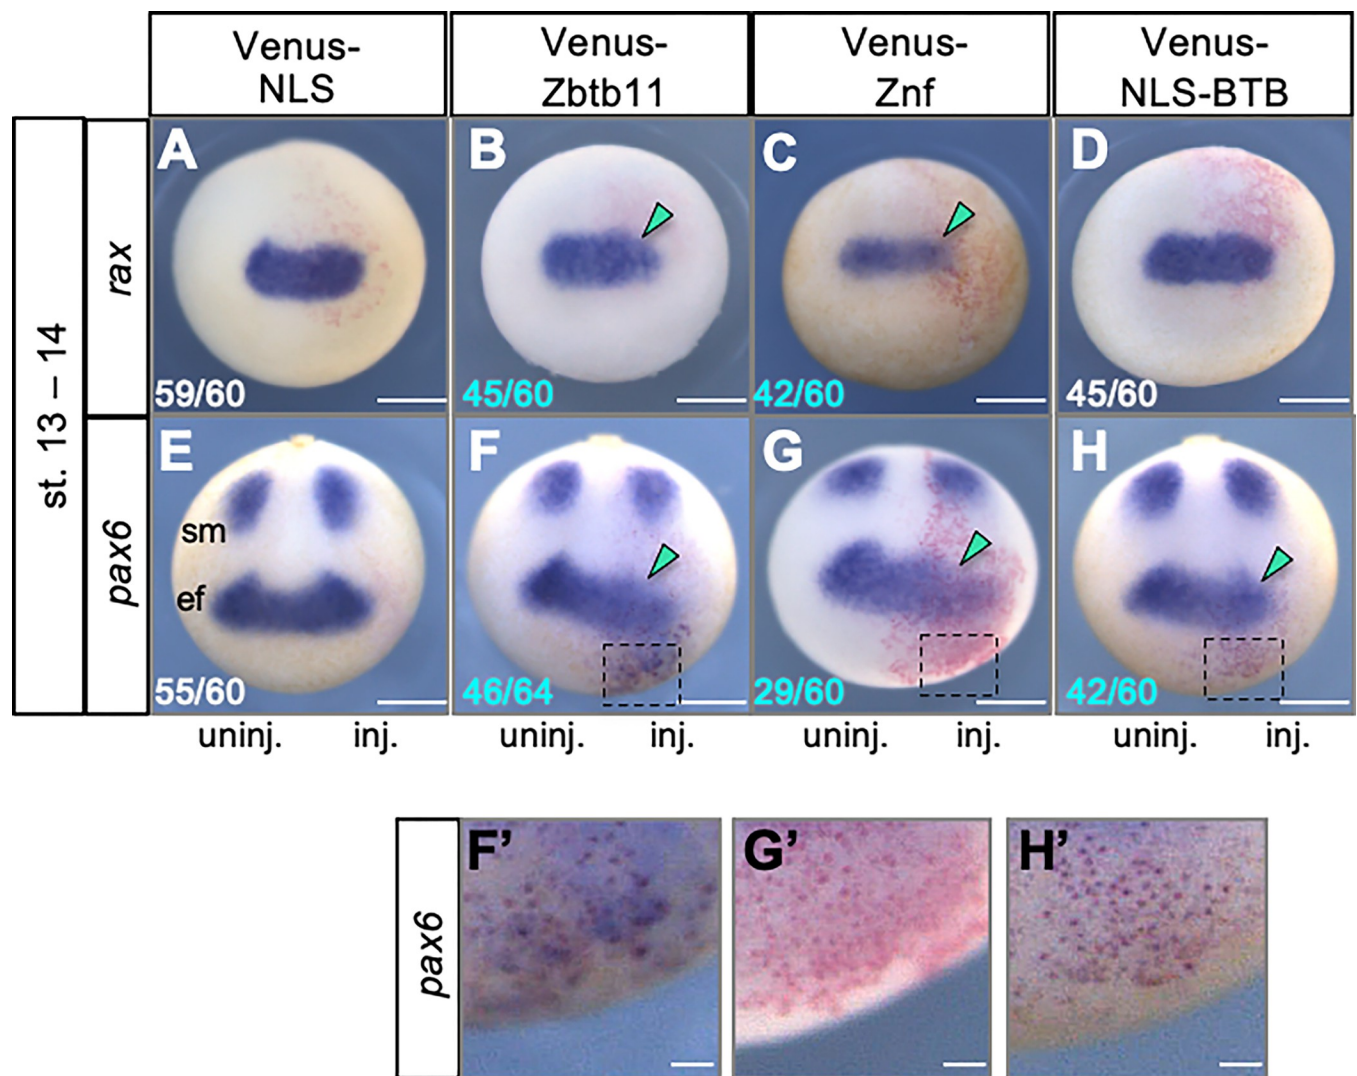 Venus-
NLS
Venus-
Zbtb11
Venus-
Znf
Venus-
NLS-BTB
st. 13 – 14
rax
A
59/60
B
45/60
C
42/60
D
45/60
pax6
E
sm
ef
55/60
F
46/64
G
29/60
H
42/60
uninj. inj.
uninj. inj.
uninj. inj.
uninj. inj.
pax6
F’
G’
H’